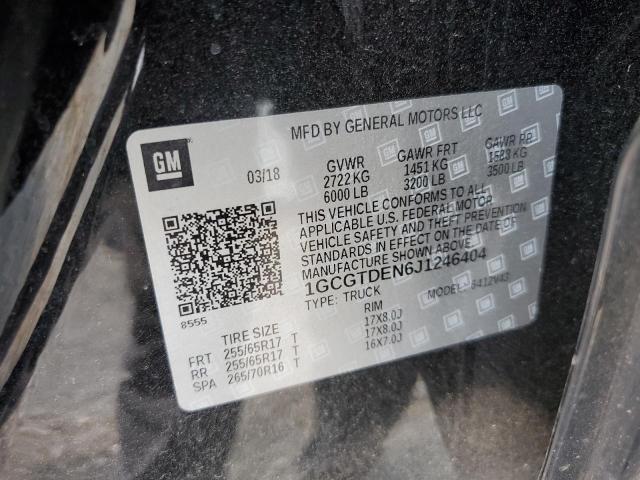 MFD BY GENERAL MOTORS LLC
GM
03/18
GVWR GAWR FRT GAWR RR
2722 KG 1451 KG 1588 KG
6000 LB 3200 LB 3500 LB
THIS VEHICLE CONFORMS TO ALL
APPLICABLE U.S. FEDERAL MOTOR
VEHICLE SAFETY AND THEFT PREVENTION
STANDARDS IN EFFECT ON THE DATE OF
MANUFACTURE SHOWN ABOVE.
1GCGTDEN6J1246404
TYPE: TRUCK MODEL:
8555
TIRE SIZE RIM
FRT 255/65R17 T 17X8.0J
RR 255/65R17 T 17X8.0J
SPA 265/70R16 T 16X7.0J